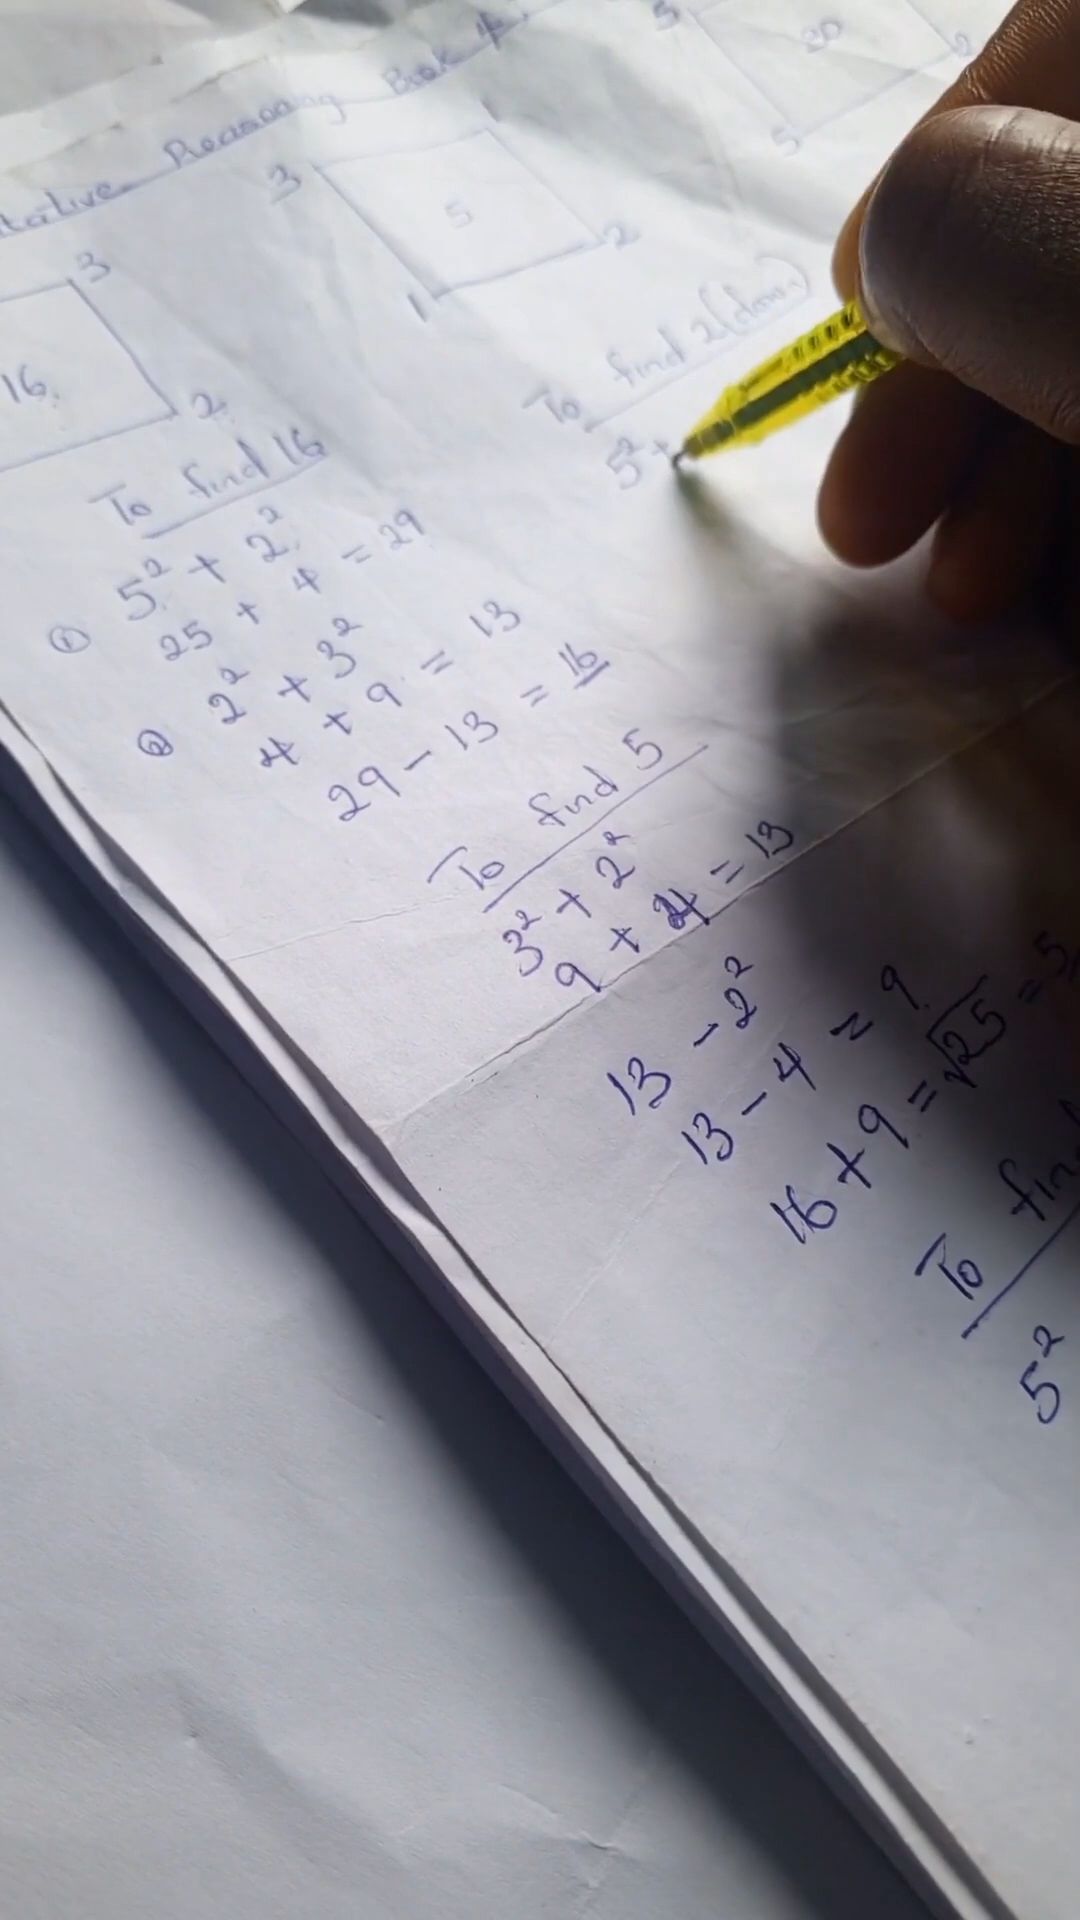 Reasoning Book 4
3
16
2
3
5
1
2
1
5
20
5
2
To find 16
① 5² + 2²
25 + 4 = 29
② 2² + 3²
4 + 9 = 13
29 - 13 = 16
To find 5
3² + 2²
9 + 4 = 13
13 - 2²
13 - 4 = 9
16 + 9 = √25 = 5
To find
5²
To find 2(down)
5² +